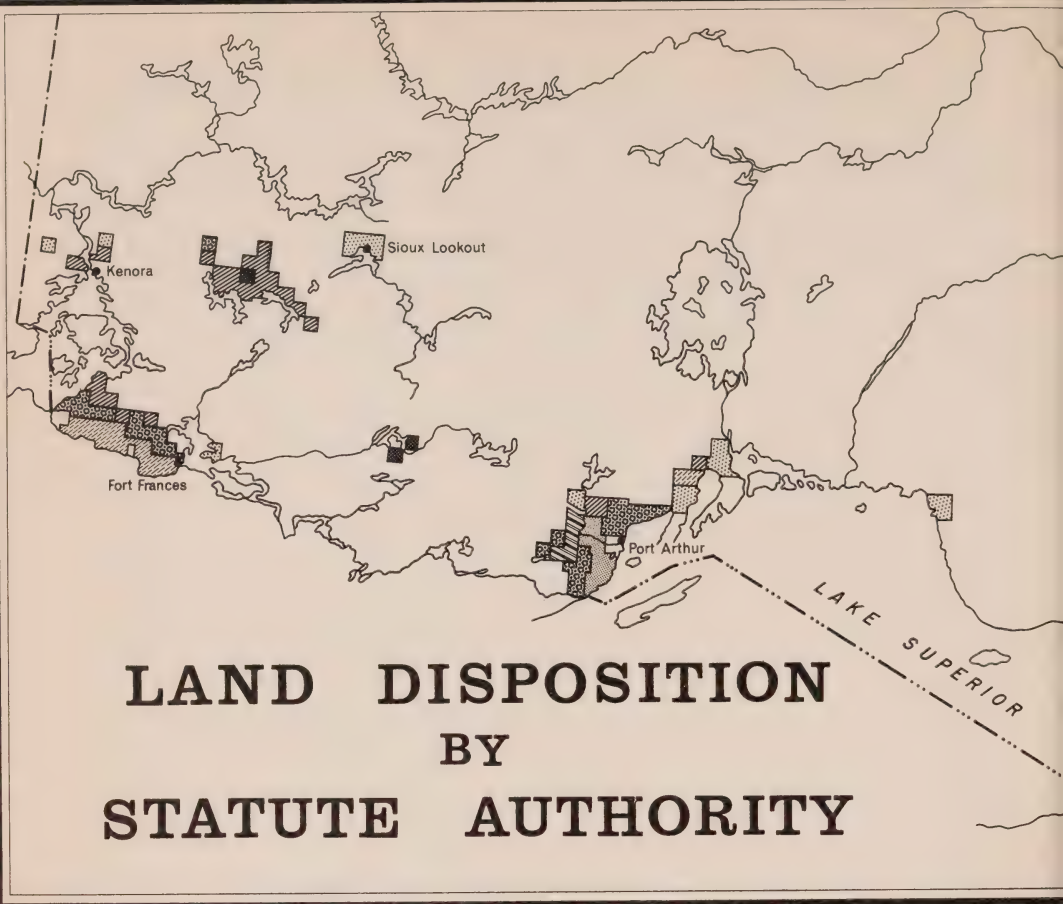 Sioux Lookout
Kenora
Fort Frances
Port Arthur
LAKE SUPERIOR
LAND DISPOSITION
BY
STATUTE AUTHORITY